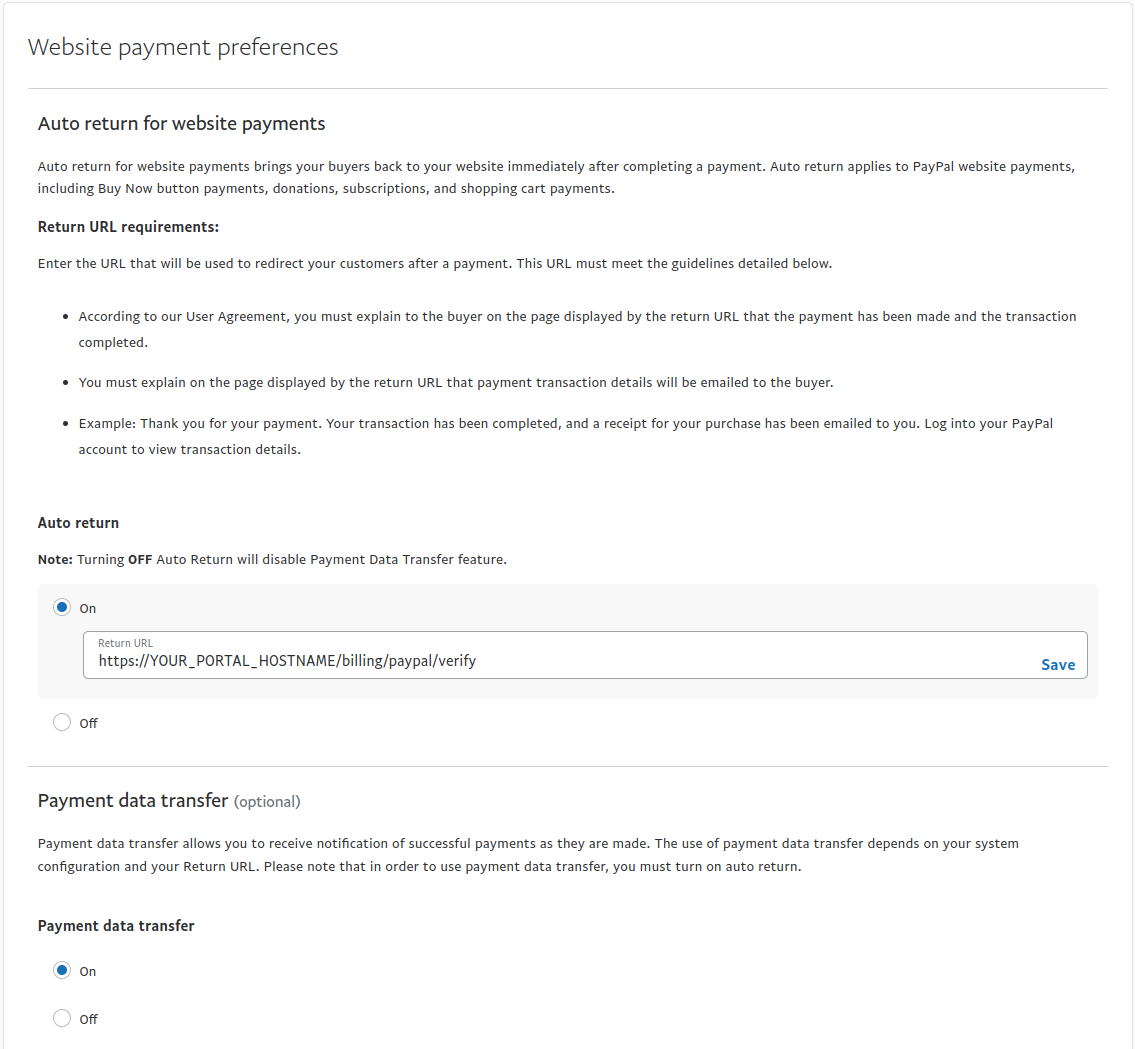 Website payment preferences
Auto return for website payments
Auto return for website payments brings your buyers back to your website immediately after completing a payment. Auto return applies to PayPal website payments,
including Buy Now button payments, donations, subscriptions, and shopping cart payments.
Return URL requirements:
Enter the URL that will be used to redirect your customers after a payment. This URL must meet the guidelines detailed below.
• According to our User Agreement, you must explain to the buyer on the page displayed by the return URL that the payment has been made and the transaction
completed.
• You must explain on the page displayed by the return URL that payment transaction details will be emailed to the buyer.
• Example: Thank you for your payment. Your transaction has been completed, and a receipt for your purchase has been emailed to you. Log into your PayPal
account to view transaction details.
Auto return
Note: Turning OFF Auto Return will disable Payment Data Transfer feature.
On
Return URL
https://YOUR_PORTAL_HOSTNAME/billing/paypal/verify
Save
Off
Payment data transfer (optional)
Payment data transfer allows you to receive notification of successful payments as they are made. The use of payment data transfer depends on your system
configuration and your Return URL. Please note that in order to use payment data transfer, you must turn on auto return.
Payment data transfer
On
Off